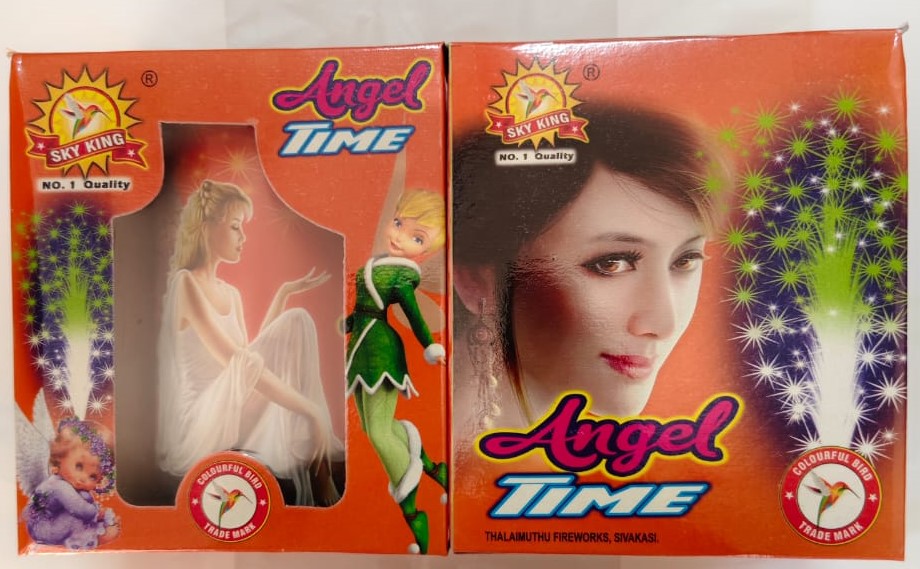 SKY KING
®
NO. 1 Quality
Angel
TIME
COLOURFUL BIRD
TRADE MARK
SKY KING
®
NO. 1 Quality
Angel
TIME
THALAIMUTHU FIREWORKS, SIVAKASI.
COLOURFUL BIRD
TRADE MARK